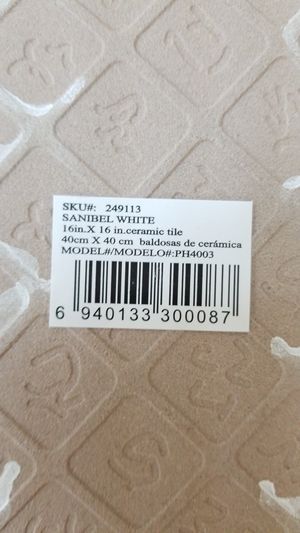 SKU#: 249113
SANIBEL WHITE
16in.X 16 in.ceramic tile
40cm X 40 cm baldosas de cerámica
MODEL#/MODELO#:PH4003
6 940133 300087